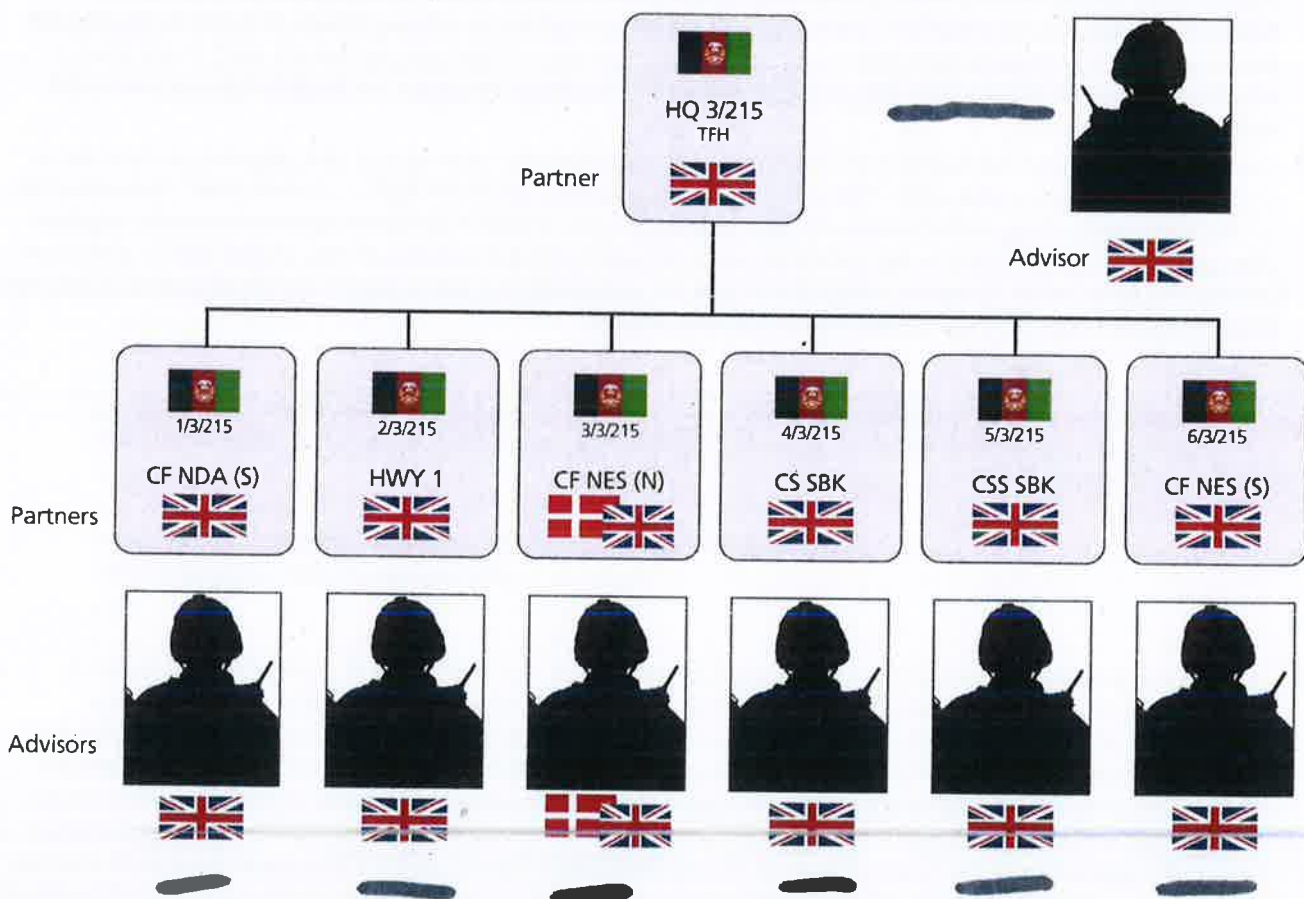 HQ 3/215
TFH
Partner
Advisor
1/3/215
2/3/215
3/3/215
4/3/215
5/3/215
6/3/215
CF NDA (S)
HWY 1
CF NES (N)
CS SBK
CSS SBK
CF NES (S)
Partners
Advisors